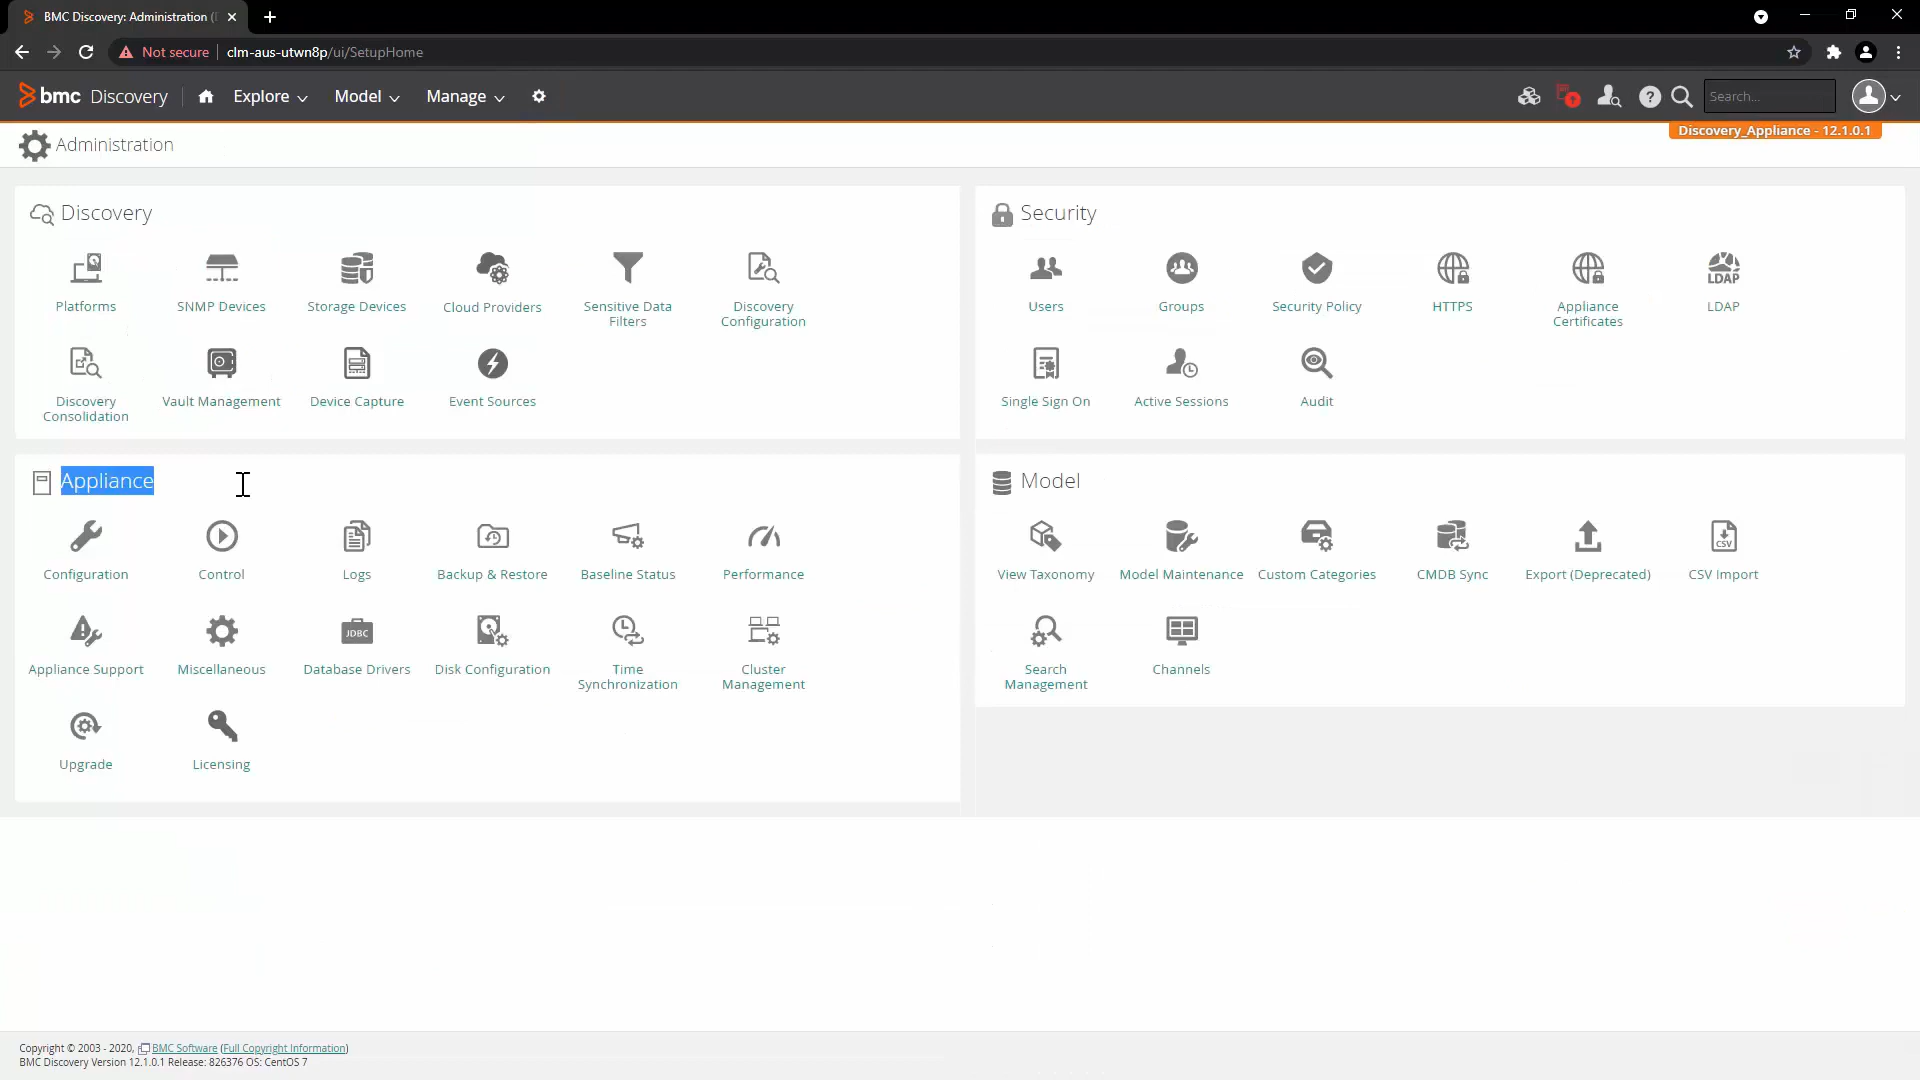 BMC Discovery: Administration (
Not secure clm-aus-utwn8p/ui/SetupHome
bmc Discovery Explore Model Manage Search...
Administration
Discovery_Appliance - 12.1.0.1
Discovery
Platforms SNMP Devices Storage Devices Cloud Providers Sensitive Data Discovery
Filters Configuration
Discovery Vault Management Device Capture Event Sources
Consolidation
Security
Users Groups Security Policy HTTPS Appliance LDAP
Certificates
LDAP
Single Sign On Active Sessions Audit
Appliance
Configuration Control Logs Backup & Restore Baseline Status Performance
JDBC
Appliance Support Miscellaneous Database Drivers Disk Configuration Time Cluster
Synchronization Management
Upgrade Licensing
Model
CSV
View Taxonomy Model Maintenance Custom Categories CMDB Sync Export (Deprecated) CSV Import
Search Channels
Management
Copyright © 2003 - 2020, BMC Software (Full Copyright Information)
BMC Discovery Version 12.1.0.1 Release: 826376 OS: CentOS 7